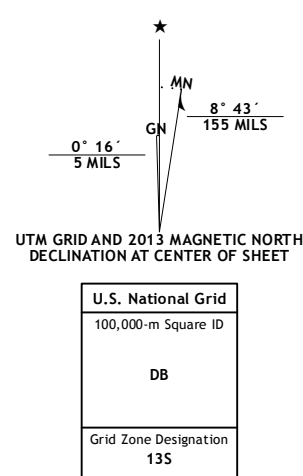 MN
8° 43´
155 MILS
GN
0° 16´
5 MILS
UTM GRID AND 2013 MAGNETIC NORTH
DECLINATION AT CENTER OF SHEET
U.S. National Grid
100,000-m Square ID
DB
Grid Zone Designation
13S